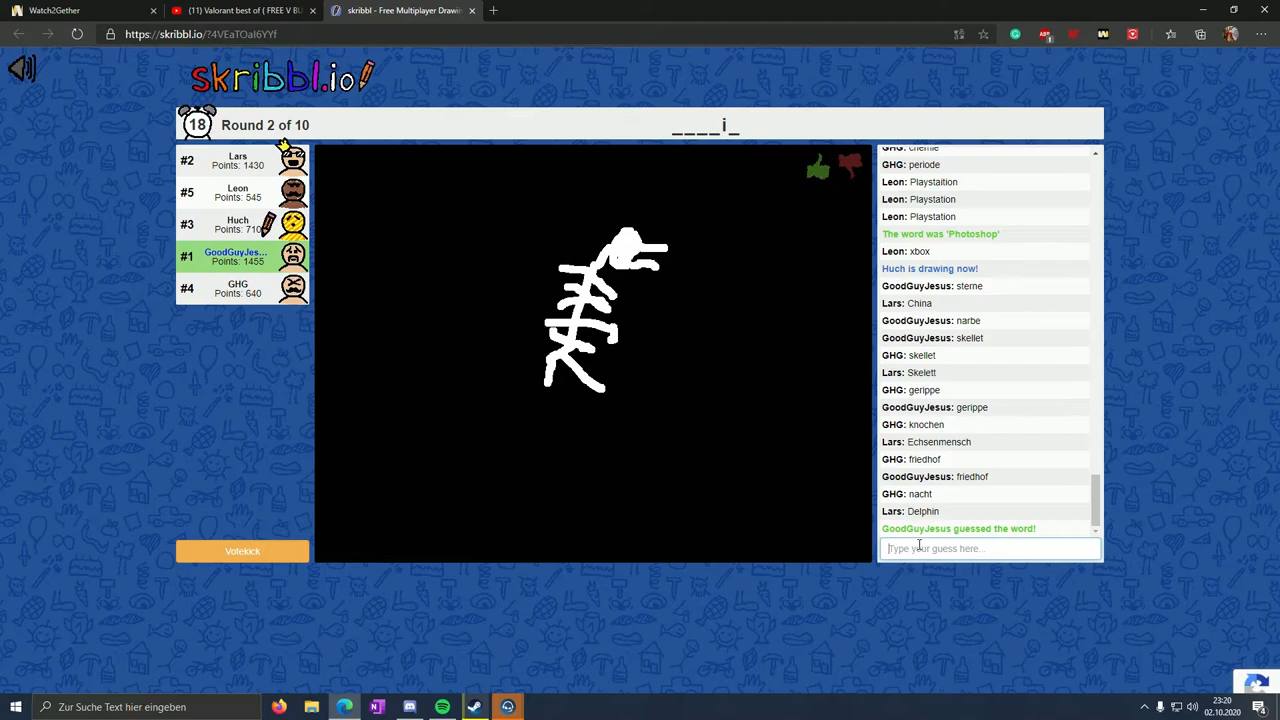 Watch2Gether
(11) Valorant best of ( FREE V BU
skribbl - Free Multiplayer Drawin
https://skribbl.io/?4VEaTOaI6YYf
skribbl.io
18
Round 2 of 10
____i_
#2 Lars
Points: 1430
#5 Leon
Points: 545
#3 Huch
Points: 710
#1 GoodGuyJes...
Points: 1455
#4 GHG
Points: 640
Votekick
GHG: chemie
GHG: periode
Leon: Playstaition
Leon: Playstation
Leon: Playstation
The word was 'Photoshop'
Leon: xbox
Huch is drawing now!
GoodGuyJesus: sterne
Lars: China
GoodGuyJesus: narbe
GoodGuyJesus: skellet
GHG: skellet
Lars: Skelett
GHG: gerippe
GoodGuyJesus: gerippe
GHG: knochen
Lars: Echsenmensch
GHG: friedhof
GoodGuyJesus: friedhof
GHG: nacht
Lars: Delphin
GoodGuyJesus guessed the word!
Type your guess here...
Zur Suche Text hier eingeben
23:20
02.10.2020
4